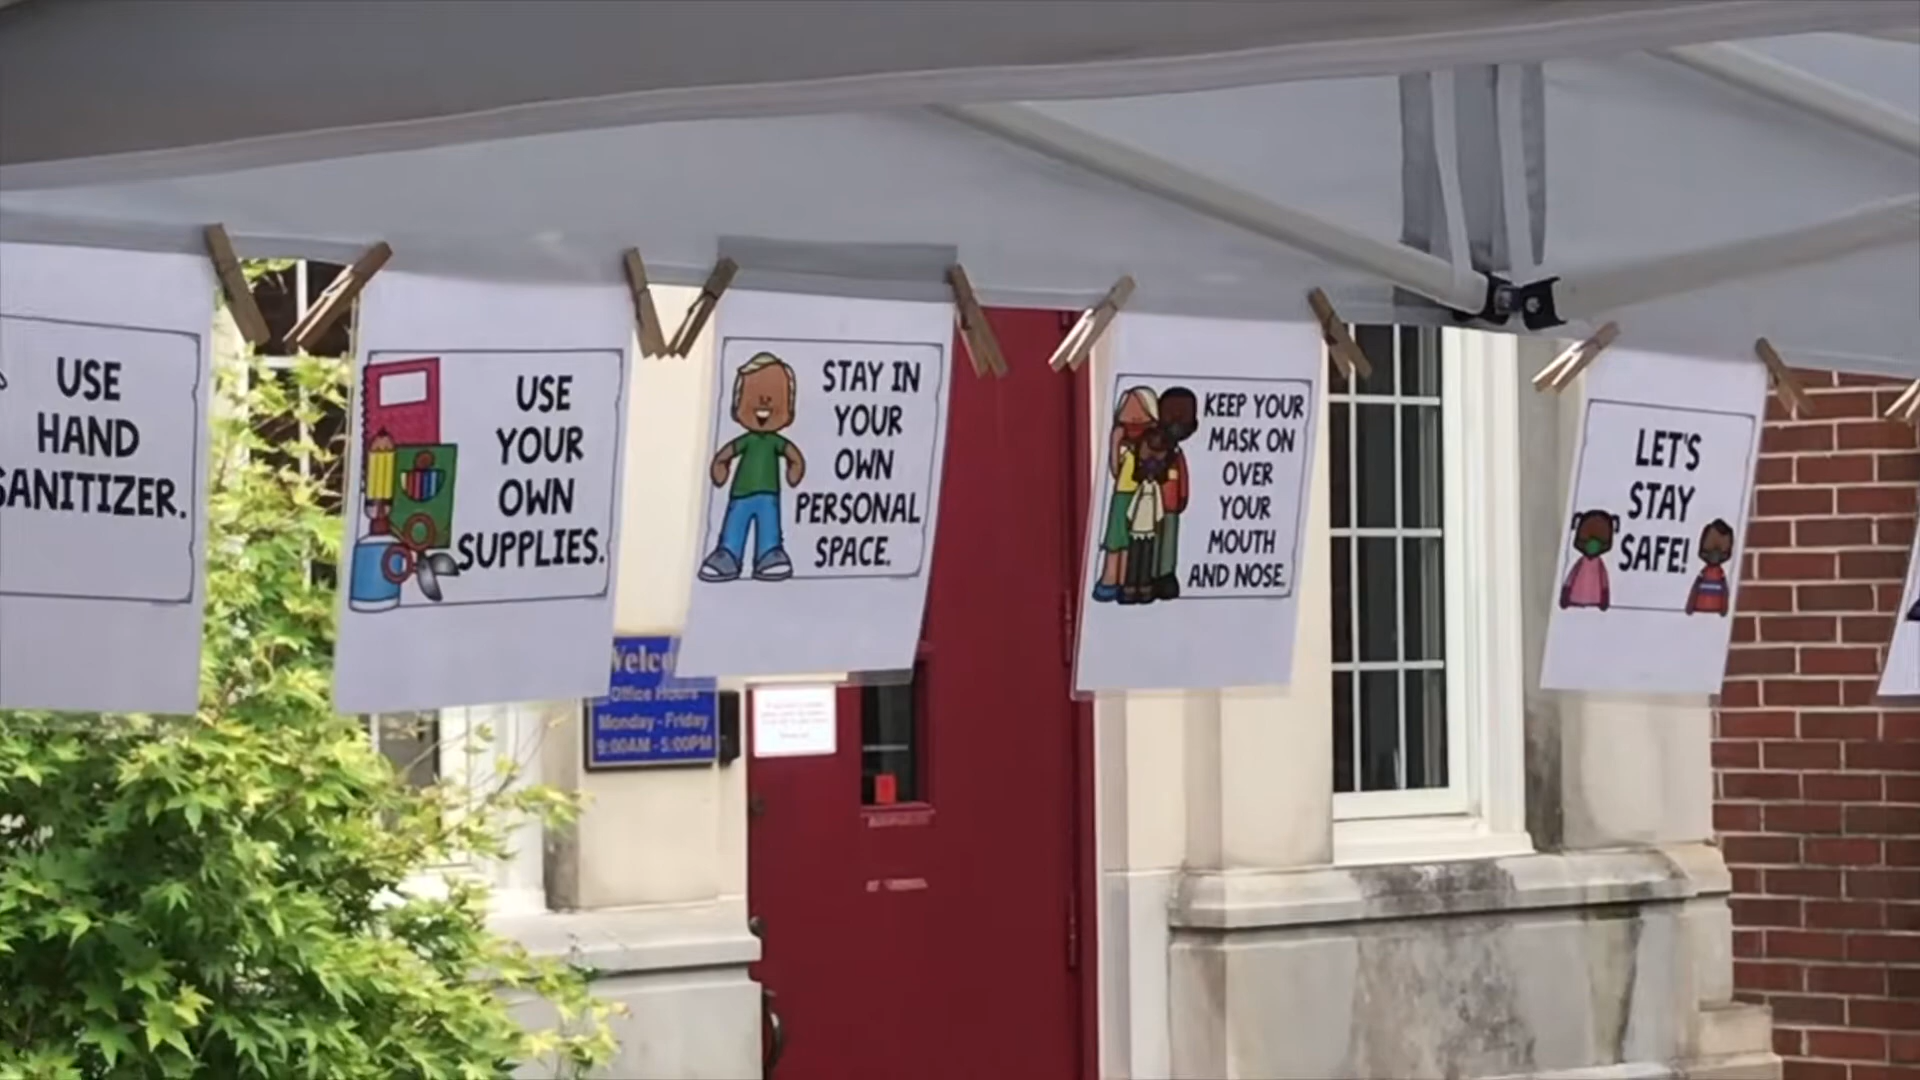 USE
HAND
SANITIZER.
USE
YOUR
OWN
SUPPLIES.
STAY IN
YOUR
OWN
PERSONAL
SPACE.
KEEP YOUR
MASK ON
OVER
YOUR
MOUTH
AND NOSE.
LET'S
STAY
SAFE!
Office Hours
Monday - Friday
9:00AM - 5:00PM